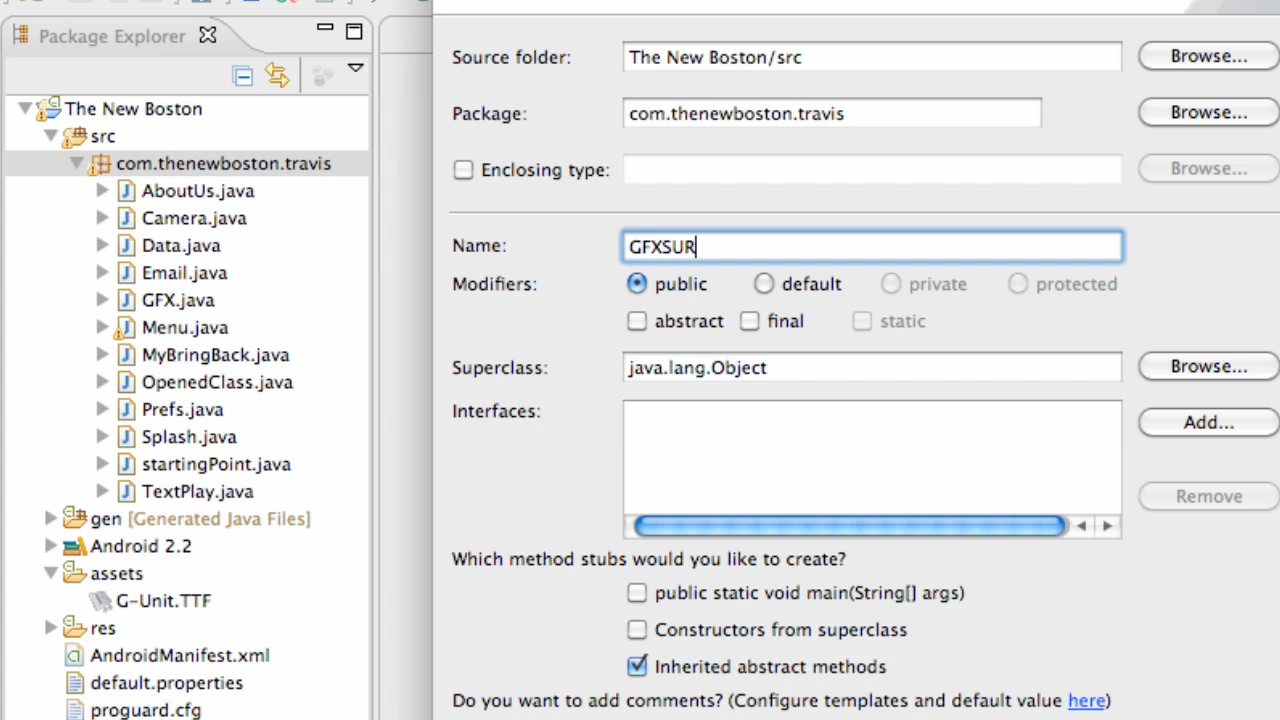 Package Explorer
The New Boston
src
com.thenewboston.travis
AboutUs.java
Camera.java
Data.java
Email.java
GFX.java
Menu.java
MyBringBack.java
OpenedClass.java
Prefs.java
Splash.java
startingPoint.java
TextPlay.java
gen [Generated Java Files]
Android 2.2
assets
G-Unit.TTF
res
AndroidManifest.xml
default.properties
proguard.cfg
Source folder: The New Boston/src Browse...
Package: com.thenewboston.travis Browse...
Enclosing type: Browse...
Name: GFXSUR
Modifiers: public default private protected
abstract final static
Superclass: java.lang.Object Browse...
Interfaces: Add...
Remove
Which method stubs would you like to create?
public static void main(String[] args)
Constructors from superclass
Inherited abstract methods
Do you want to add comments? (Configure templates and default value here)